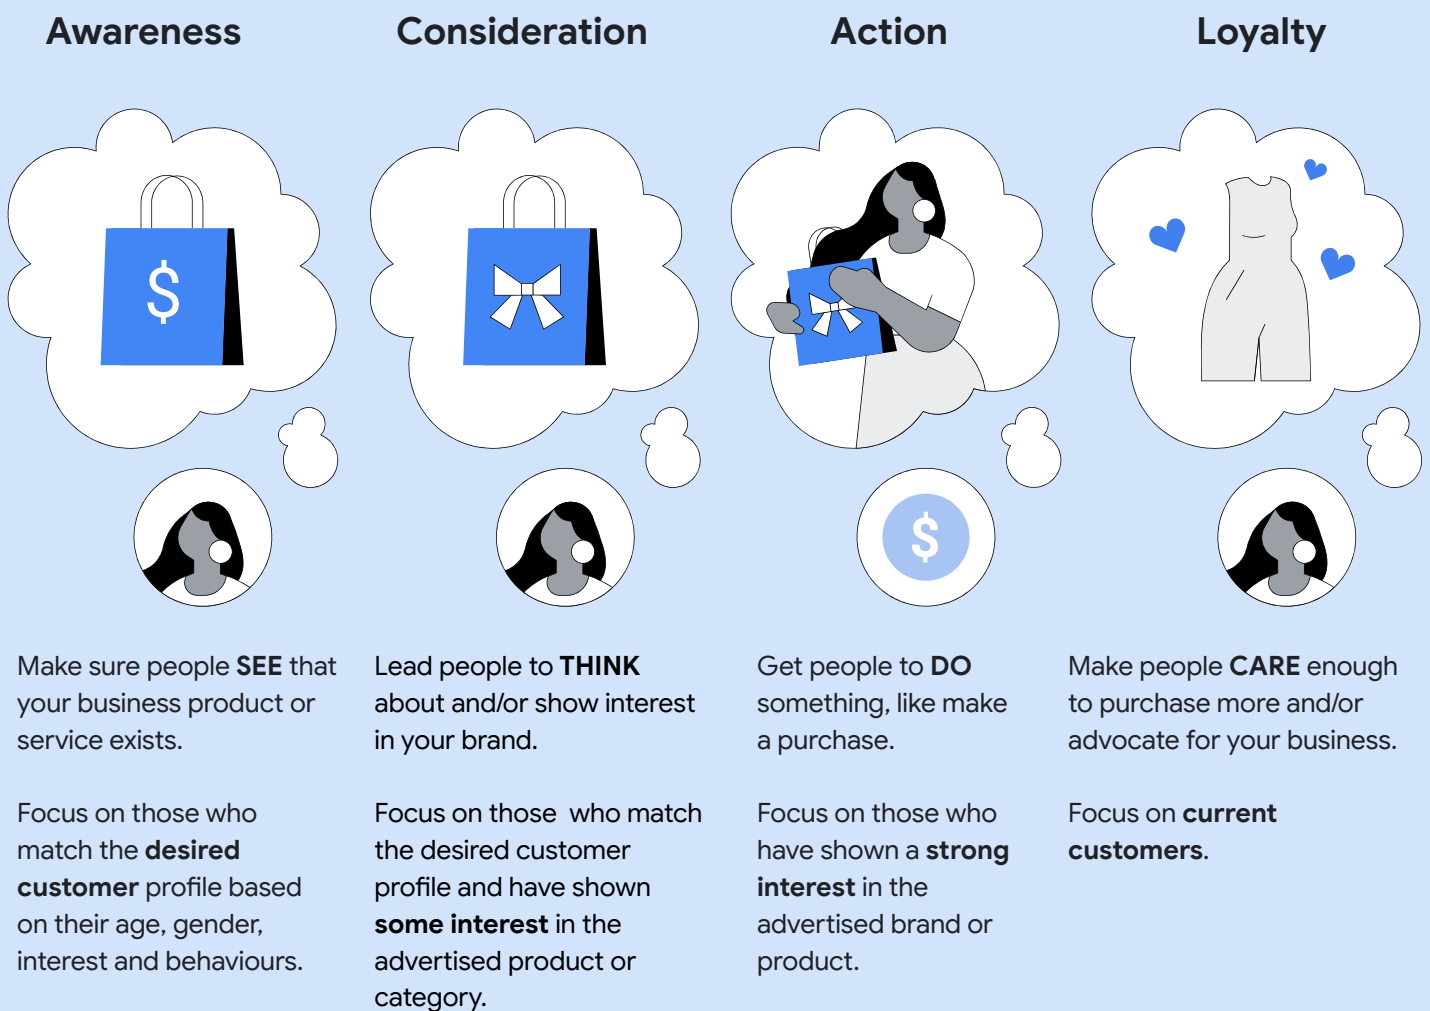 Awareness
Consideration
Action
Loyalty
$
$
Make sure people SEE that
your business product or
service exists.
Focus on those who
match the desired
customer profile based
on their age, gender,
interest and behaviours.
Lead people to THINK
about and/or show interest
in your brand.
Focus on those  who match
the desired customer
profile and have shown
some interest in the
advertised product or
category.
Get people to DO
something, like make
a purchase.
Focus on those who
have shown a strong
interest in the
advertised brand or
product.
Make people CARE enough
to purchase more and/or
advocate for your business.
Focus on current
customers.